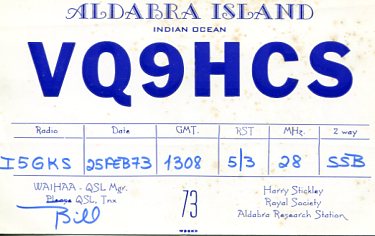 ALDABRA ISLAND
INDIAN OCEAN
VQ9HCS
Radio Date GMT. RST MHz. 2 way
I5GKS 25FEB73 1308 5/3 28 SSB
WA1HAA - QSL Mgr.
Please QSL, Tnx
Bill
73
Harry Stickley
Royal Society
Aldabra Research Station